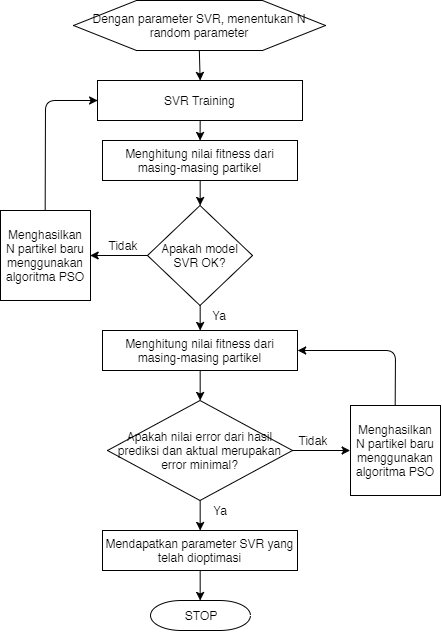 Dengan parameter SVR, menentukan N
random parameter
SVR Training
Menghitung nilai fitness dari
masing-masing partikel
Menghasilkan
N partikel baru
menggunakan
algoritma PSO
Tidak
Apakah model
SVR OK?
Ya
Menghitung nilai fitness dari
masing-masing partikel
Apakah nilai error dari hasil
prediksi dan aktual merupakan
error minimal?
Tidak
Menghasilkan
N partikel baru
menggunakan
algoritma PSO
Ya
Mendapatkan parameter SVR yang
telah dioptimasi
STOP